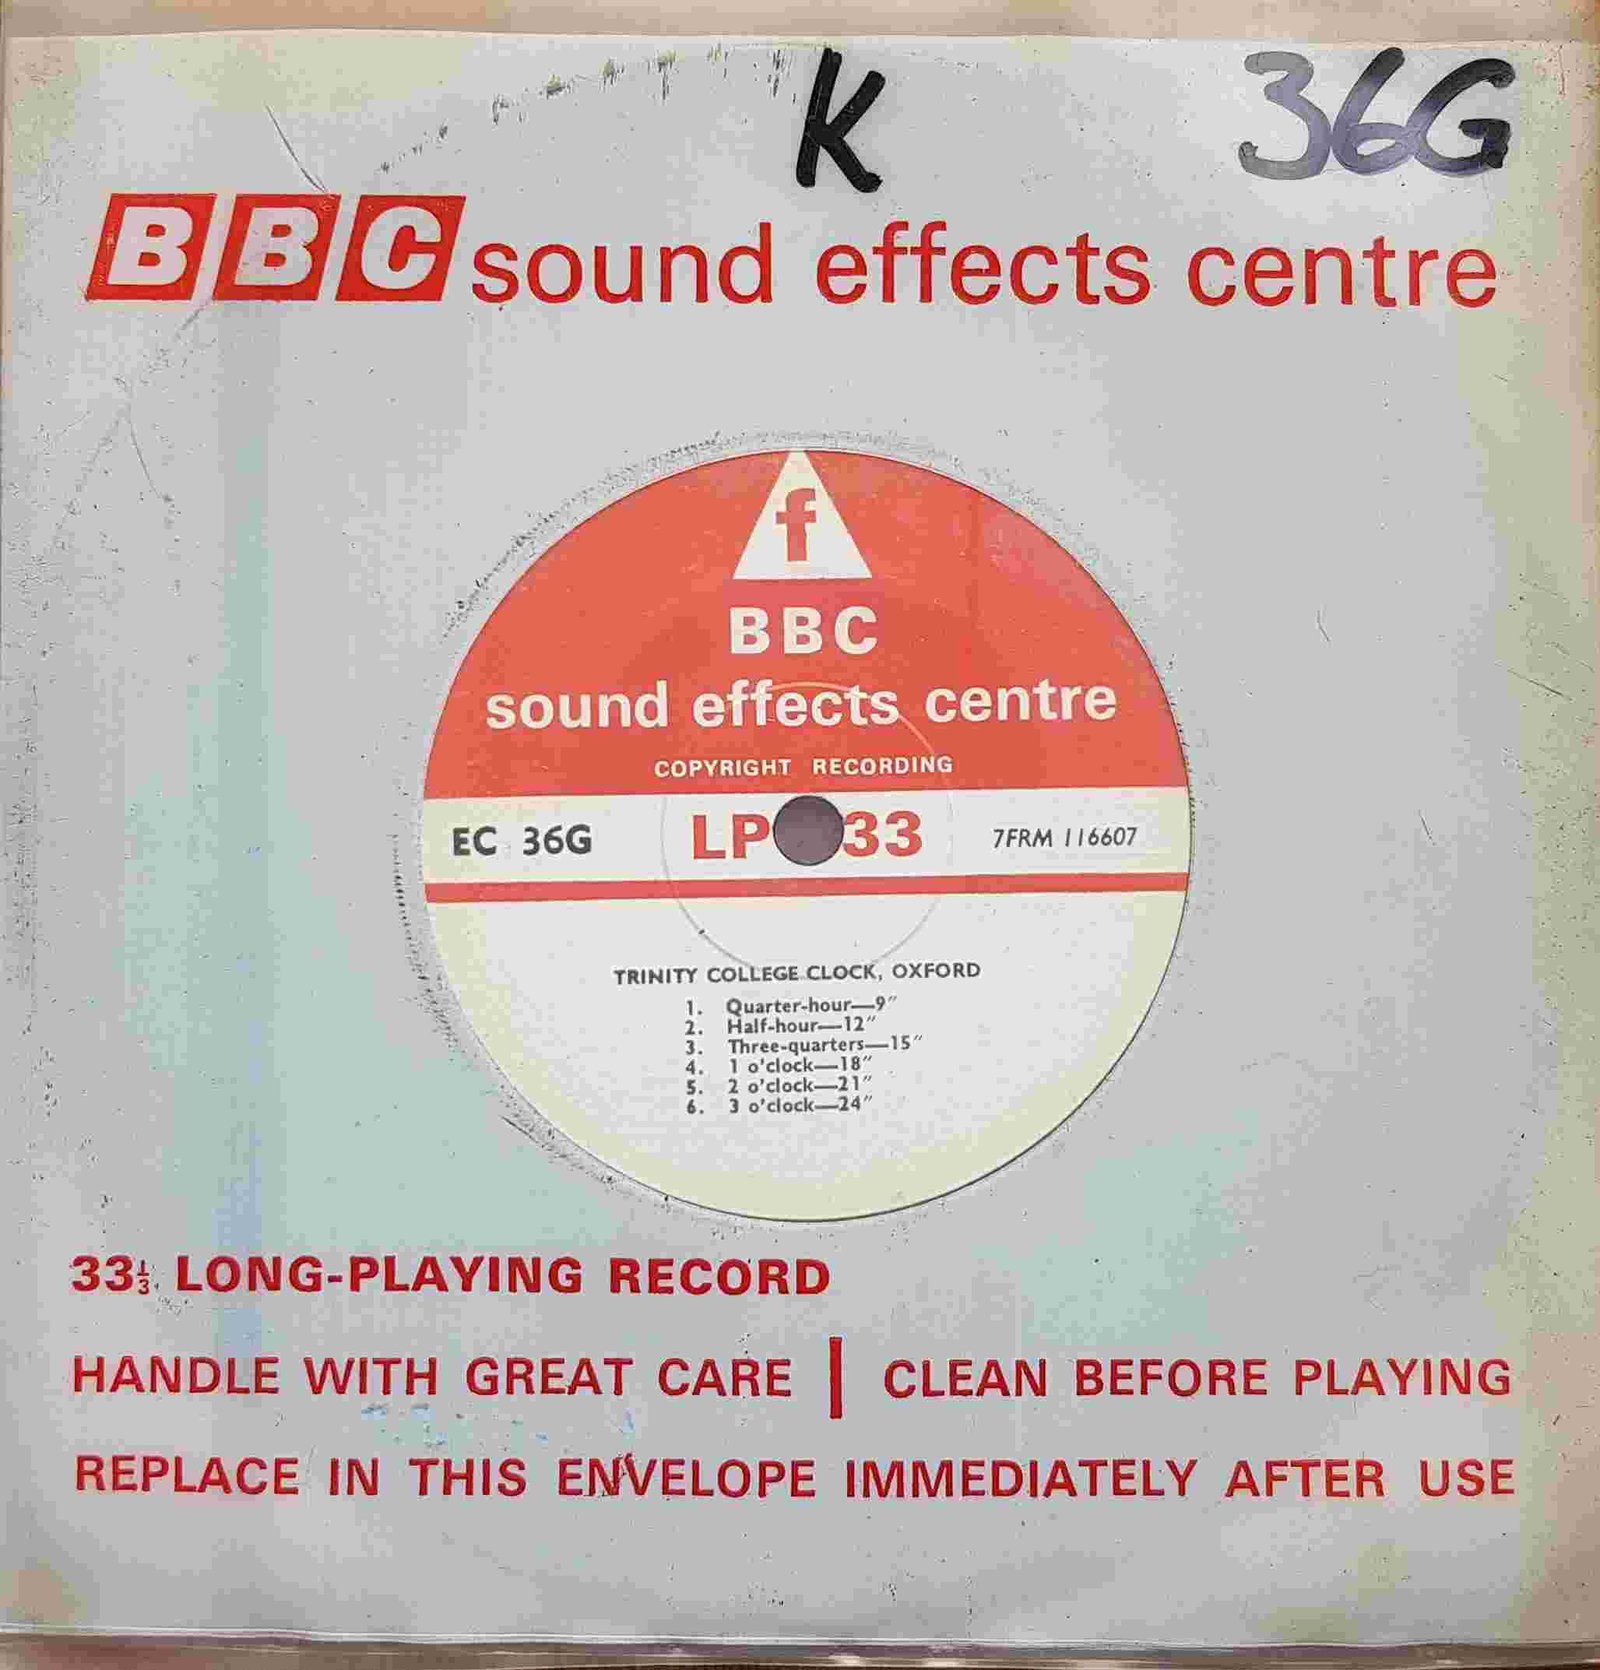 K 36G
BBC sound effects centre
f
BBC
sound effects centre
COPYRIGHT RECORDING
EC 36G LP 33 7FRM 116607
TRINITY COLLEGE CLOCK, OXFORD
1. Quarter-hour—9″
2. Half-hour—12″
3. Three-quarters—15″
4. 1 o'clock—18″
5. 2 o'clock—21″
6. 3 o'clock—24″
33⅓ LONG-PLAYING RECORD
HANDLE WITH GREAT CARE | CLEAN BEFORE PLAYING
REPLACE IN THIS ENVELOPE IMMEDIATELY AFTER USE